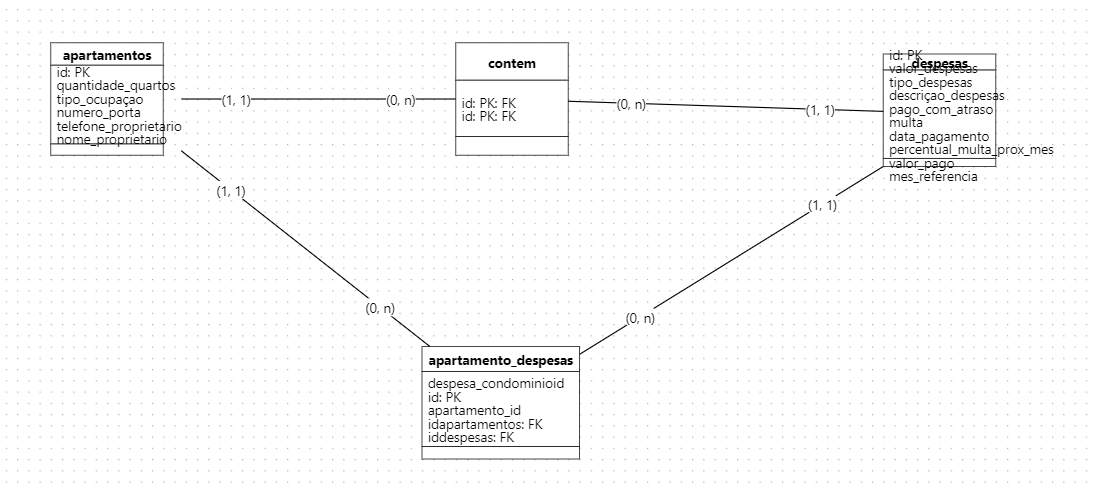 apartamentos
id: PK
quantidade_quartos
tipo_ocupaçao
numero_porta
telefone_proprietario
nome_proprietario
(1, 1)
(0, n)
contem
id: PK: FK
id: PK: FK
(0, n)
(1, 1)
despesas
id: PK
valor_despesas
tipo_despesas
descriçao_despesas
pago_com_atraso
multa
data_pagamento
percentual_multa_prox_mes
valor_pago
mes_referencia
(1, 1)
(1, 1)
(0, n)
(0, n)
apartamento_despesas
despesa_condominioid
id: PK
apartamento_id
idapartamentos: FK
iddespesas: FK